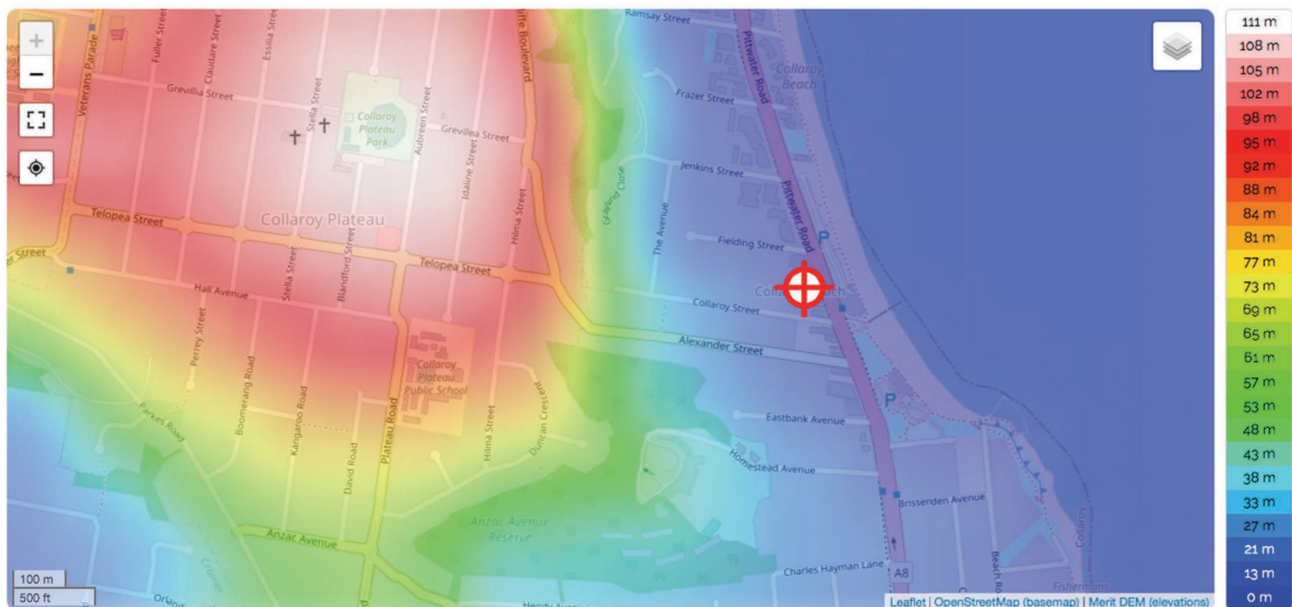 Ramsay Street
Veterans Parade
Fuller Street
Claudare Street
Essilia Street
Stella Street
Aubreen Street
Idaline Street
Hilma Street
Grevillia Street
Grevillea Street
Collaroy
Plateau
Park
Pittwater Road
Collaroy
Beach
Frazer Street
Jenkins Street
The Avenue
Pittwater Road
Fielding Street
P
Telopea Street
Collaroy Plateau
Telopea Street
Hall Avenue
Stella Street
Blandford Street
Collaroy Street
Alexander Street
Perrey Street
Boomerang Road
Kangaroo Road
David Road
Plateau Road
Collaroy
Plateau
Public School
Hilma Street
Duncan Crescent
Parkes Road
Eastbank Avenue
P
Homestead Avenue
Brissenden Avenue
Anzac Avenue
Anzac Avenue
Reserve
Charles Hayman Lane
A8
Collaroy
100 m
500 ft
Leaflet | OpenStreetMap (basemap) | Merit DEM (elevations)
111 m
108 m
105 m
102 m
98 m
95 m
92 m
88 m
84 m
81 m
77 m
73 m
69 m
65 m
61 m
57 m
53 m
48 m
43 m
38 m
33 m
27 m
21 m
13 m
0 m